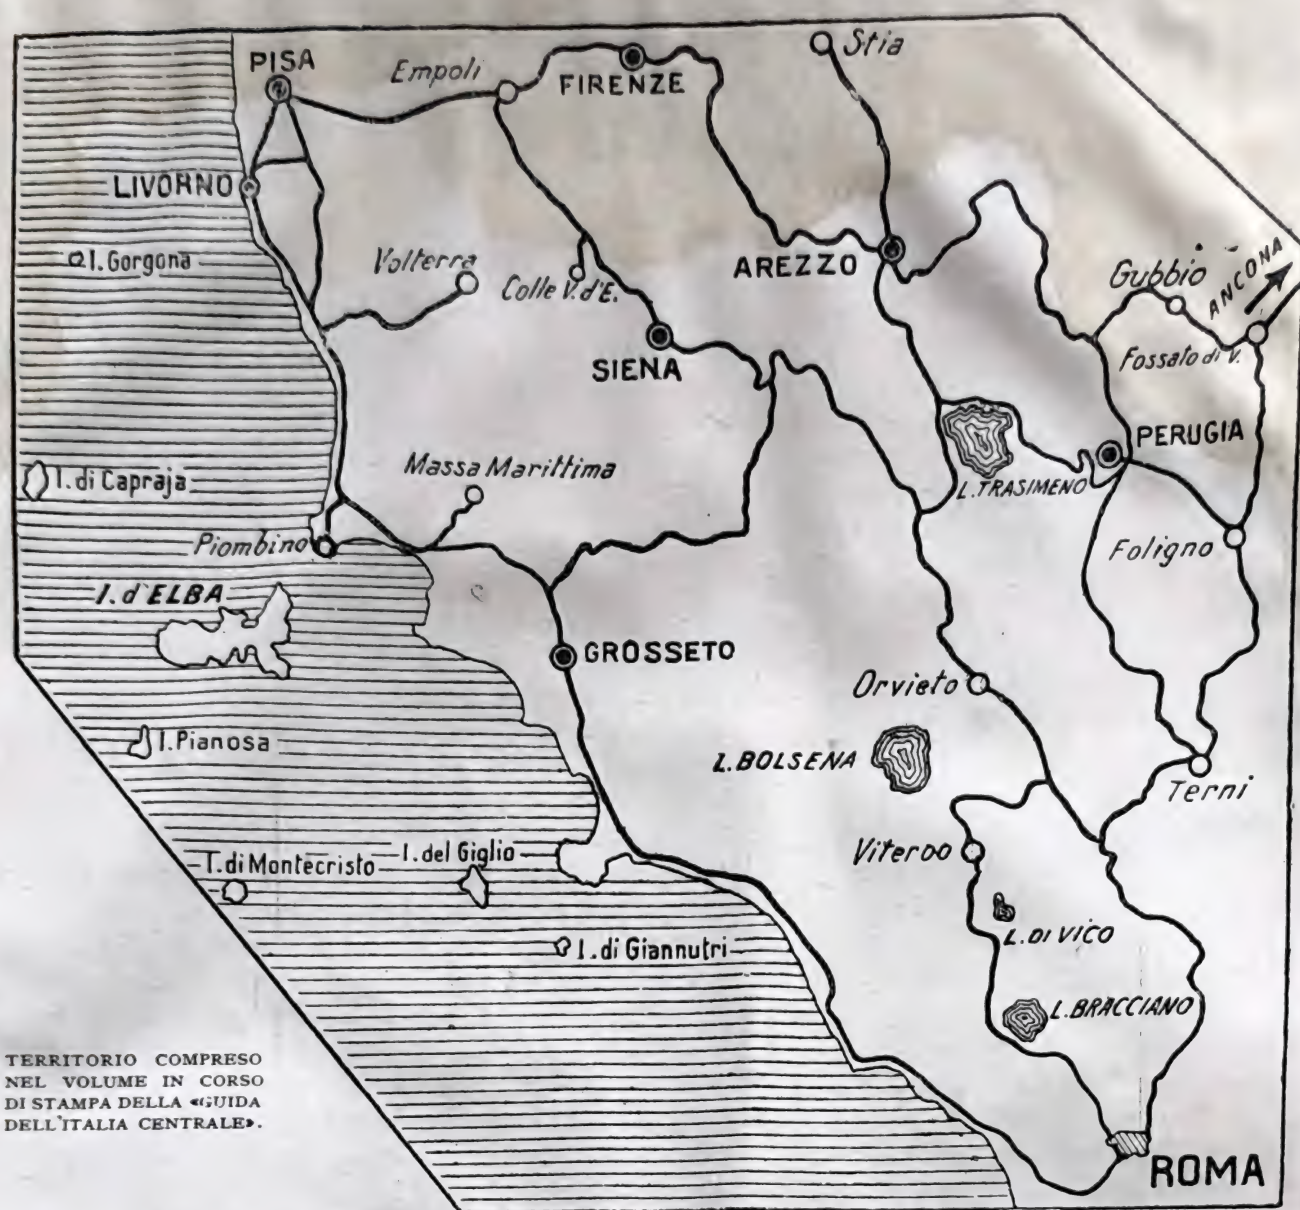 Stia
PISA
Empoli
FIRENZE
LIVORNO
I. Gorgona
Volterra
Colle V. d'E.
AREZZO
Gubbio
ANCONA
SIENA
Fossato di V.
PERUGIA
I. di Capraja
Massa Marittima
L. TRASIMENO
Piombino
Foligno
I. d'ELBA
GROSSETO
Orvieto
I. Pianosa
L. BOLSENA
Terni
Viterbo
I. di Montecristo
I. del Giglio
L. DI VICO
I. di Giannutri
L. BRACCIANO
TERRITORIO COMPRESO
NEL VOLUME IN CORSO
DI STAMPA DELLA «GUIDA
DELL'ITALIA CENTRALE».
ROMA